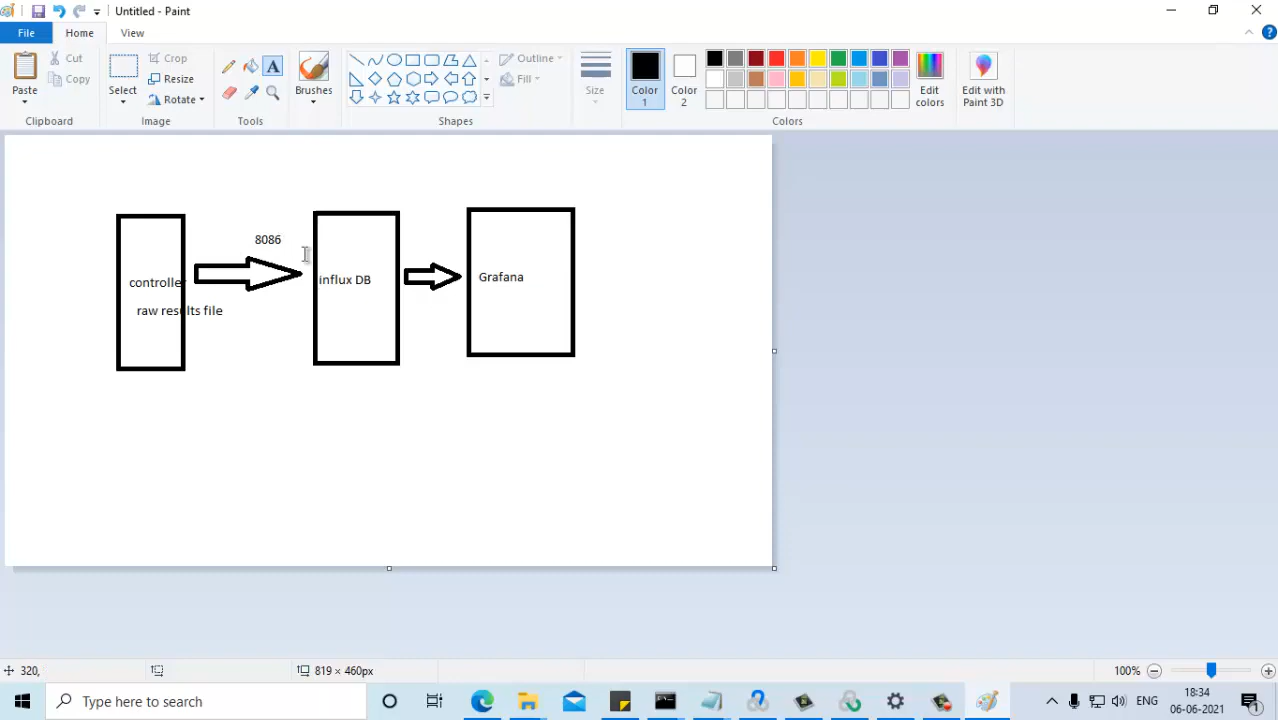 Untitled - Paint
File
Home
View
Paste
Cut
Copy
Clipboard
Select
Crop
Resize
Rotate
Image
A
Tools
Brushes
Outline
Fill
Shapes
Size
Color 1
Color 2
Edit colors
Colors
Edit with Paint 3D
8086
controller
raw results file
influx DB
Grafana
320,
819 × 460px
100%
Type here to search
ENG
18:34
06-06-2021
1